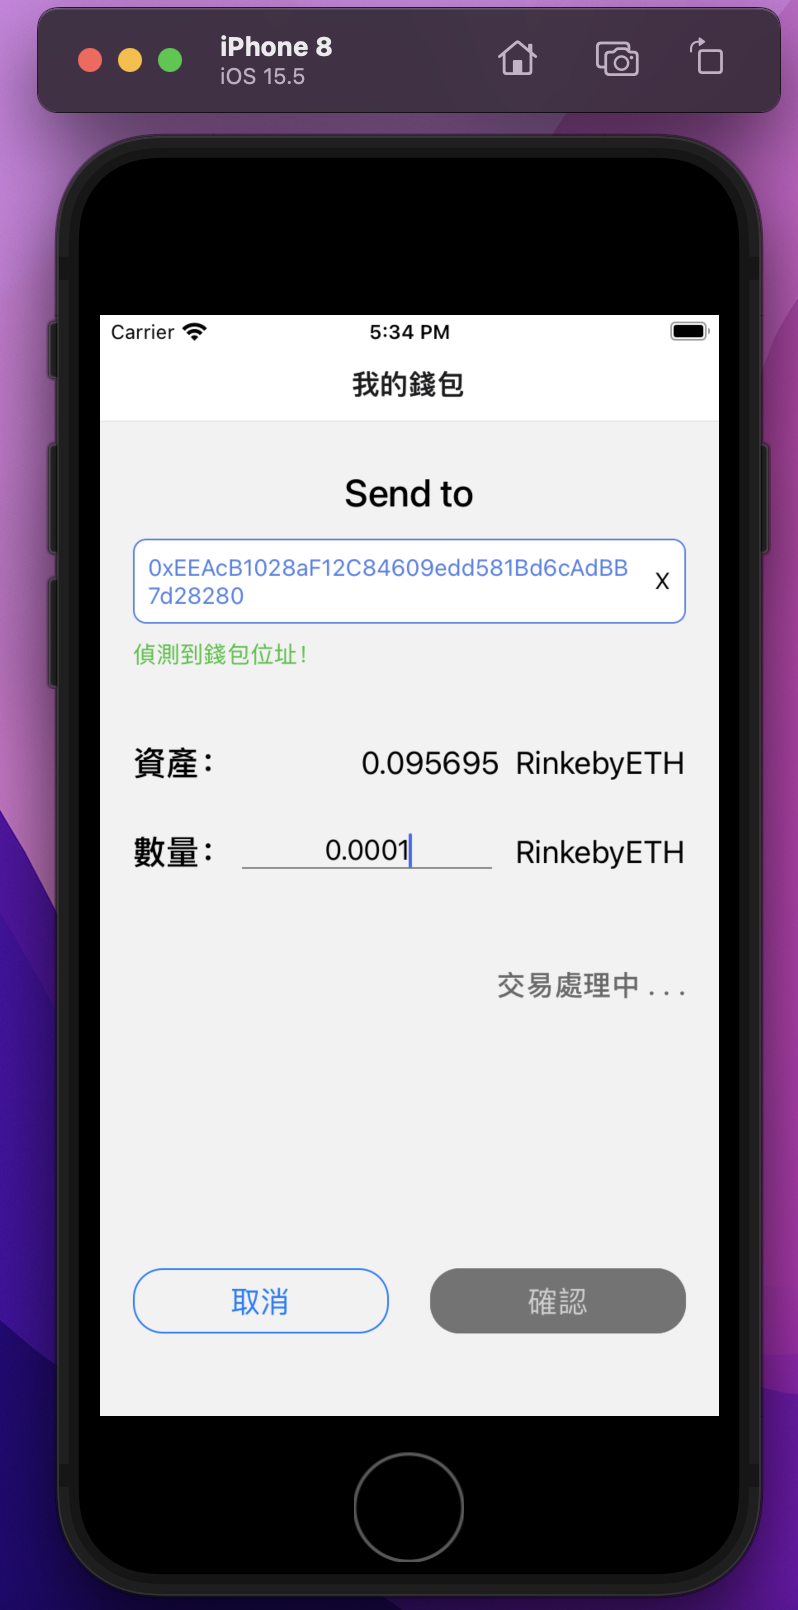 iPhone 8
iOS 15.5
Carrier 5:34 PM
我的錢包
Send to
0xEEAcB1028aF12C84609edd581Bd6cAdBB
7d28280
X
偵測到錢包位址!
資產: 0.095695 RinkebyETH
數量: 0.0001 RinkebyETH
交易處理中 . . .
取消 確認